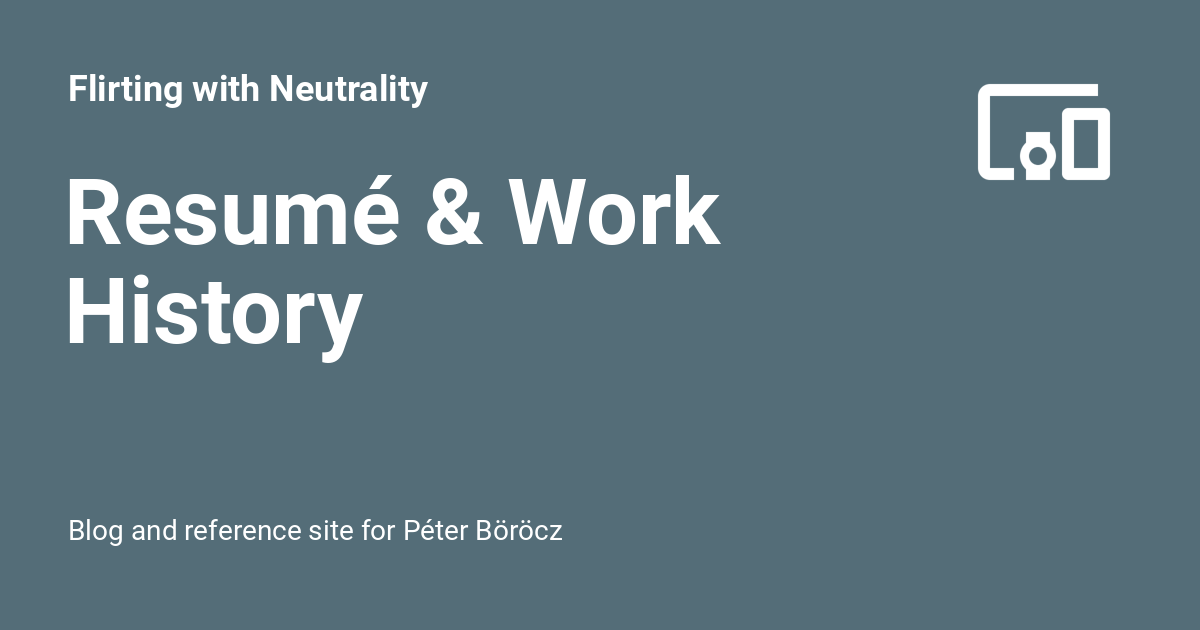 Flirting with Neutrality
Resumé & Work
History
Blog and reference site for Péter Böröcz